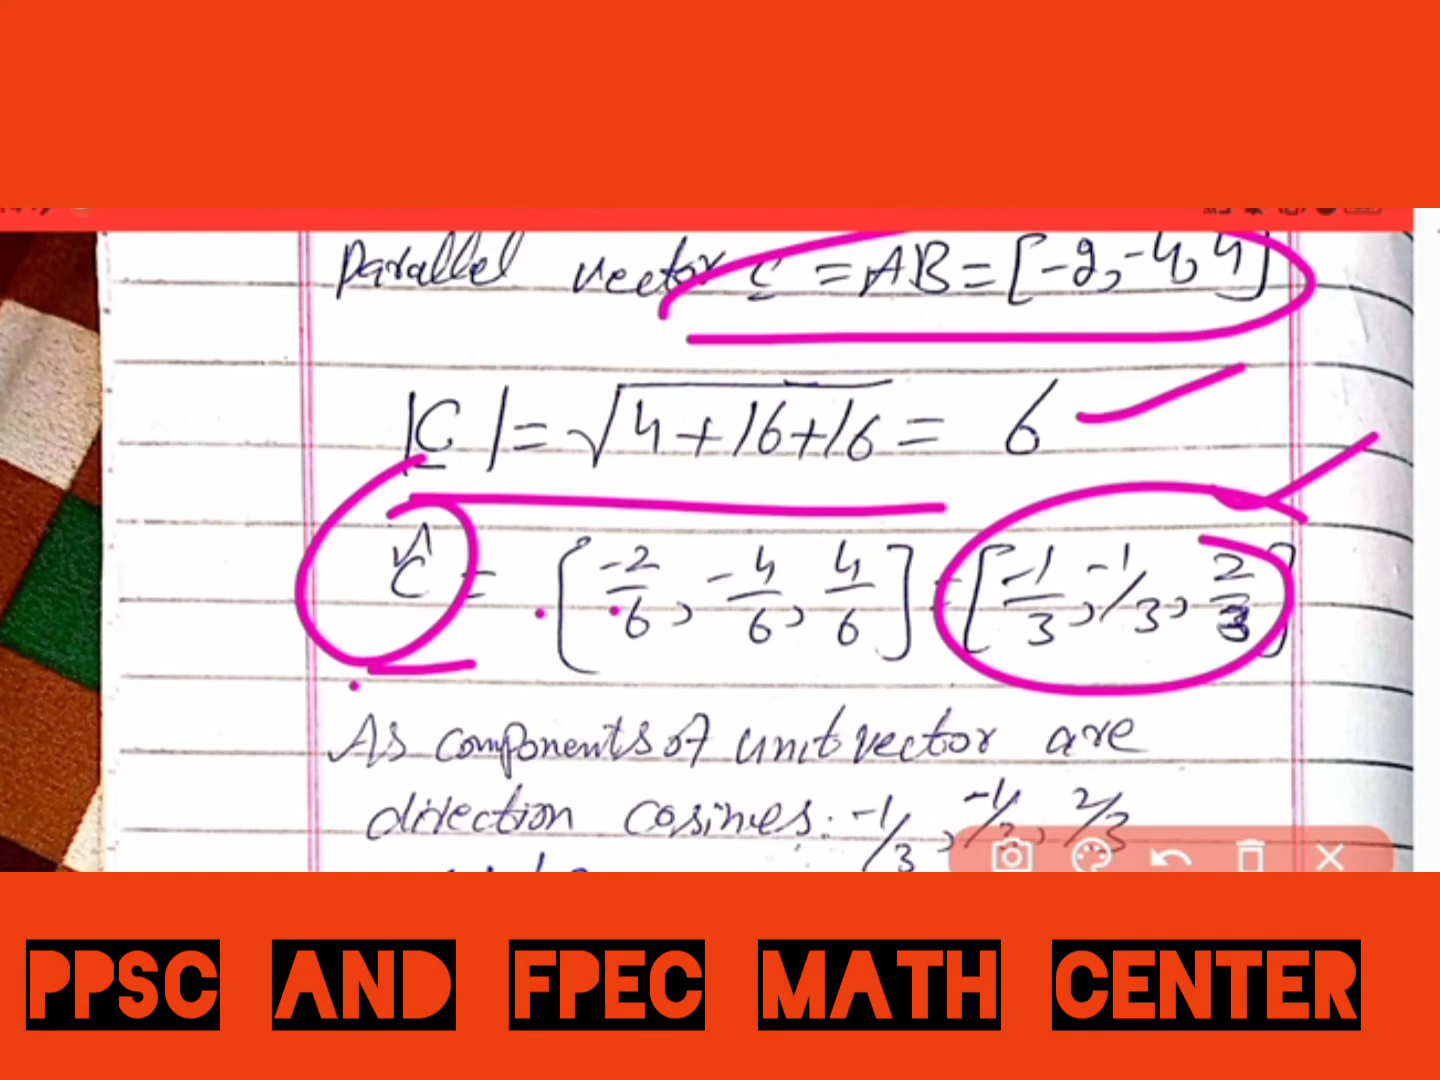 Parallel vector c = AB = [-2, -4, 4]
|C| = √4+16+16 = 6
ĉ = [-2/6, -4/6, 4/6] = [-1/3, -1/3, 2/3]
As components of unit vector are
direction cosines: -1/3, -1/3, 2/3
PPSC AND FPEC MATH CENTER